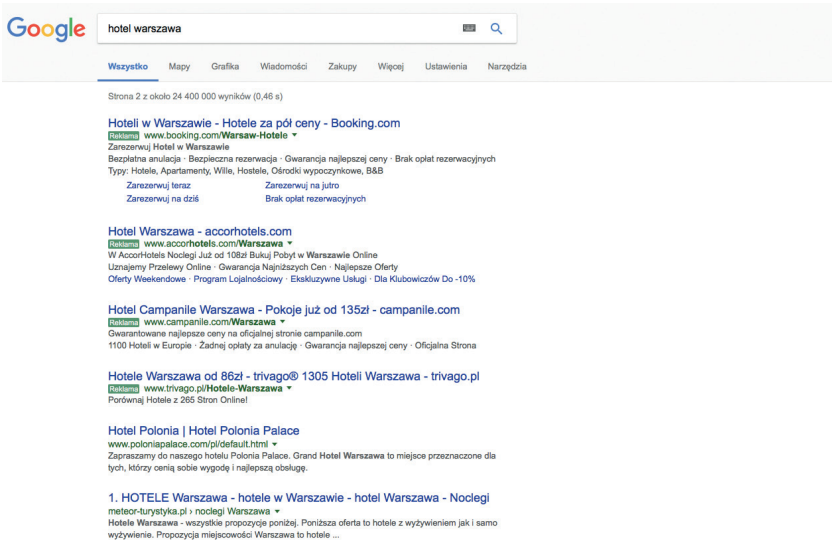 Google
hotel warszawa
Wszystko Mapy Grafika Wiadomości Zakupy Więcej Ustawienia Narzędzia
Strona 2 z około 24 400 000 wyników (0,46 s)
Hoteli w Warszawie - Hotele za pół ceny - Booking.com
Reklama www.booking.com/Warsaw-Hotele
Zarezerwuj Hotel w Warszawie
Bezpłatna anulacja · Bezpieczna rezerwacja · Gwarancja najlepszej ceny · Brak opłat rezerwacyjnych
Typy: Hotele, Apartamenty, Wille, Hostele, Ośrodki wypoczynkowe, B&B
Zarezerwuj teraz Zarezerwuj na jutro
Zarezerwuj na dziś Brak opłat rezerwacyjnych
Hotel Warszawa - accorhotels.com
Reklama www.accorhotels.com/Warszawa
W AccorHotels Noclegi Już od 108zł Bukuj Pobyt w Warszawie Online
Uznajemy Przelewy Online · Gwarancja Najniższych Cen · Najlepsze Oferty
Oferty Weekendowe · Program Lojalnościowy · Ekskluzywne Usługi · Dla Klubowiczów Do -10%
Hotel Campanile Warszawa - Pokoje już od 135zł - campanile.com
Reklama www.campanile.com/Warszawa
Gwarantowane najlepsze ceny na oficjalnej stronie campanile.com
1100 Hoteli w Europie · Żadnej opłaty za anulację · Gwarancja najlepszej ceny · Oficjalna Strona
Hotele Warszawa od 86zł - trivago® 1305 Hoteli Warszawa - trivago.pl
Reklama www.trivago.pl/Hotele-Warszawa
Porównaj Hotele z 265 Stron Online!
Hotel Polonia | Hotel Polonia Palace
www.poloniapalace.com/pl/default.html
Zapraszamy do naszego hotelu Polonia Palace. Grand Hotel Warszawa to miejsce przeznaczone dla
tych, którzy cenią sobie wygodę i najlepszą obsługę.
1. HOTELE Warszawa - hotele w Warszawie - hotel Warszawa - Noclegi
meteor-turystyka.pl › noclegi Warszawa
Hotele Warszawa - wszystkie propozycje poniżej. Poniższa oferta to hotele z wyżywieniem jak i samo
wyżywienie. Propozycja miejscowości Warszawa to hotele ...